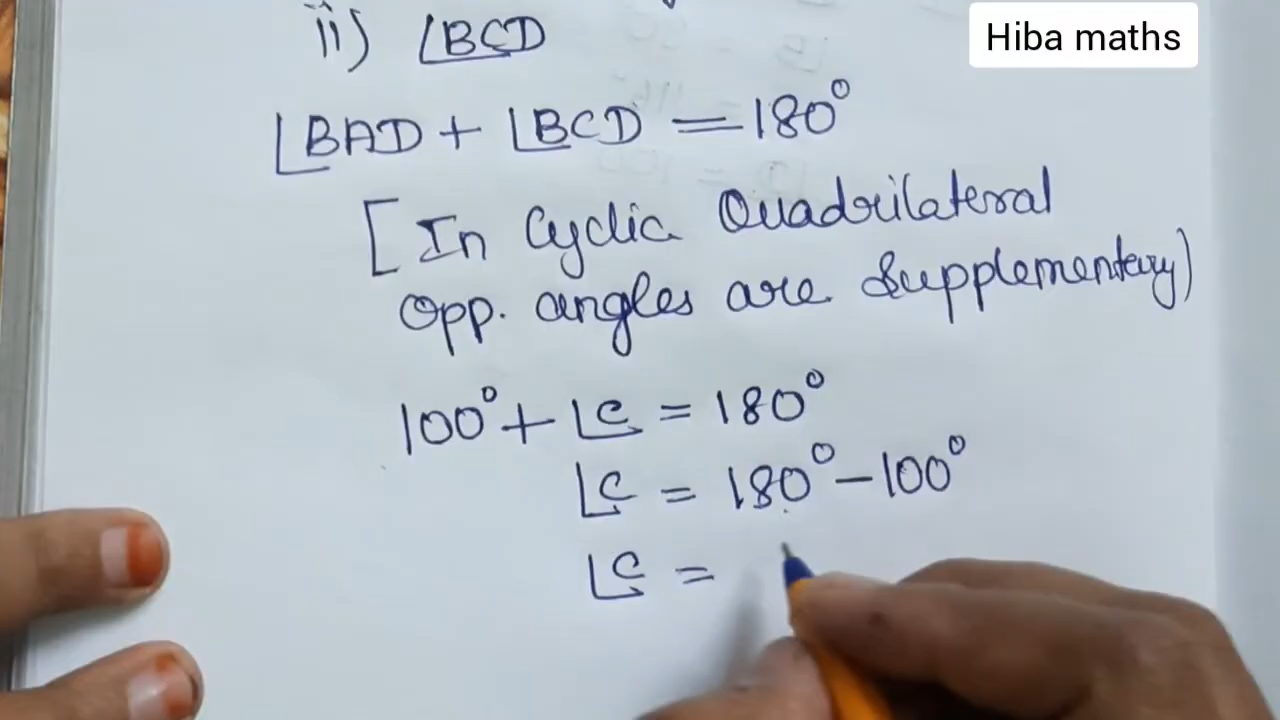 Hiba maths
ii) ∠BCD
∠BAD + ∠BCD = 180°
[In Cyclic Quadrilateral
opp. angles are Supplementary)
100° + ∠C = 180°
∠C = 180° - 100°
∠C =